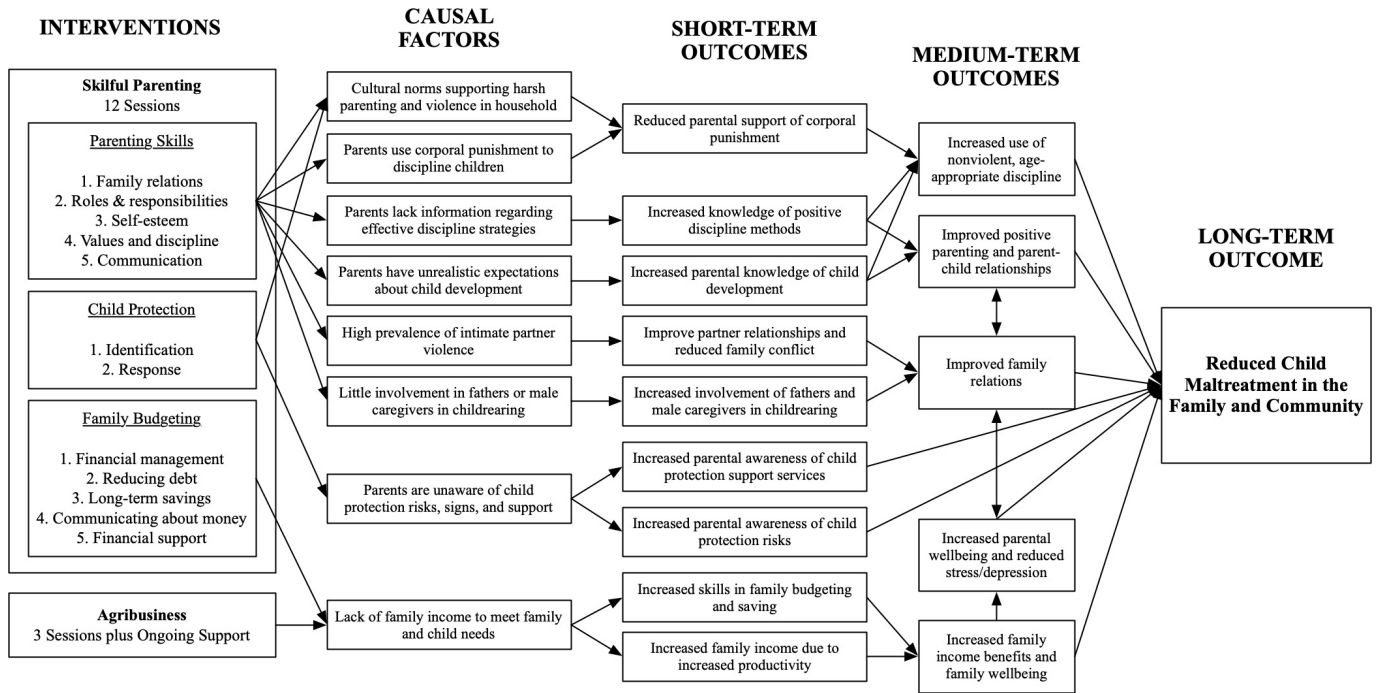 INTERVENTIONS
Skilful Parenting
12 Sessions
Parenting Skills
1. Family relations
2. Roles & responsibilities
3. Self-esteem
4. Values and discipline
5. Communication
Child Protection
1. Identification
2. Response
Family Budgeting
1. Financial management
2. Reducing debt
3. Long-term savings
4. Communicating about money
5. Financial support
Agribusiness
3 Sessions plus Ongoing Support
CAUSAL
FACTORS
Cultural norms supporting harsh
parenting and violence in household
Parents use corporal punishment to
discipline children
Parents lack information regarding
effective discipline strategies
Parents have unrealistic expectations
about child development
High prevalence of intimate partner
violence
Little involvement in fathers or male
caregivers in childrearing
Parents are unaware of child
protection risks, signs, and support
Lack of family income to meet family
and child needs
SHORT-TERM
OUTCOMES
Reduced parental support of corporal
punishment
Increased knowledge of positive
discipline methods
Increased parental knowledge of child
development
Improve partner relationships and
reduced family conflict
Increased involvement of fathers and
male caregivers in childrearing
Increased parental awareness of child
protection support services
Increased parental awareness of child
protection risks
Increased skills in family budgeting
and saving
Increased family income due to
increased productivity
MEDIUM-TERM
OUTCOMES
Increased use of
nonviolent, age-
appropriate discipline
Improved positive
parenting and parent-
child relationships
Improved family
relations
Increased parental
wellbeing and reduced
stress/depression
Increased family
income benefits and
family wellbeing
LONG-TERM
OUTCOME
Reduced Child
Maltreatment in the
Family and Community